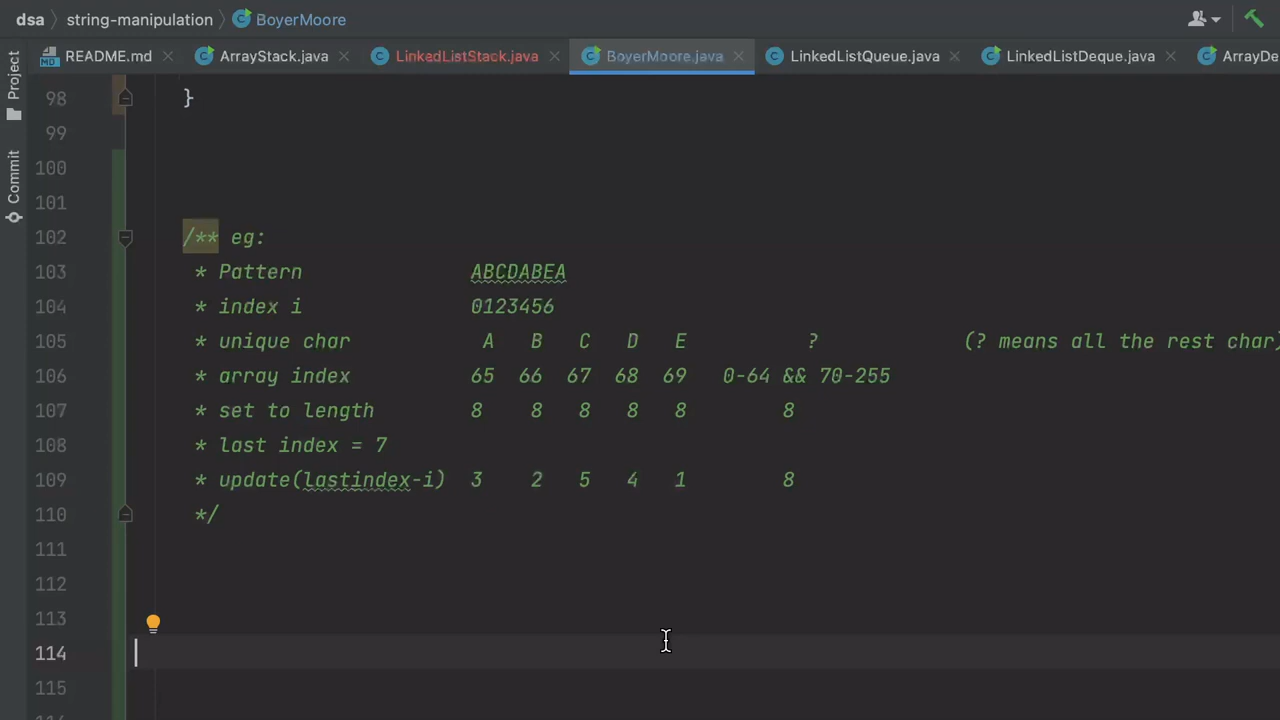 dsa string-manipulation BoyerMoore
README.md ArrayStack.java LinkedListStack.java BoyerMoore.java LinkedListQueue.java LinkedListDeque.java ArrayDe
Project
Commit
98 }
99
100
101
102 /** eg:
103 * Pattern ABCDABEA
104 * index i 0123456
105 * unique char A B C D E ? (? means all the rest char)
106 * array index 65 66 67 68 69 0-64 && 70-255
107 * set to length 8 8 8 8 8 8
108 * last index = 7
109 * update(lastindex-i) 3 2 5 4 1 8
110 */
111
112
113
114
115